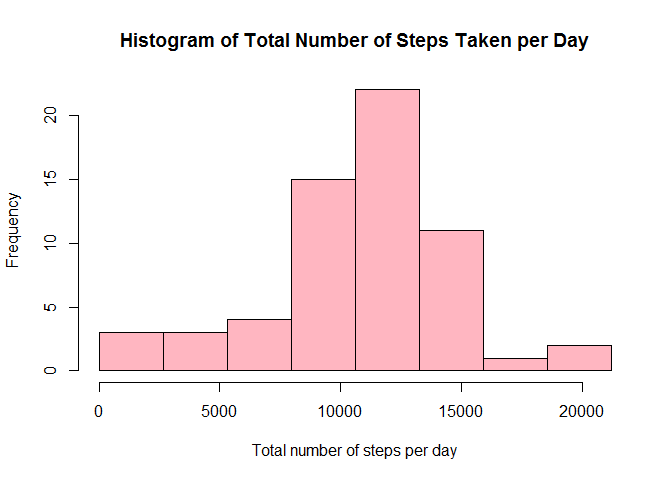 Histogram of Total Number of Steps Taken per Day
20
15
10
5
0
Frequency
0 5000 10000 15000 20000
Total number of steps per day